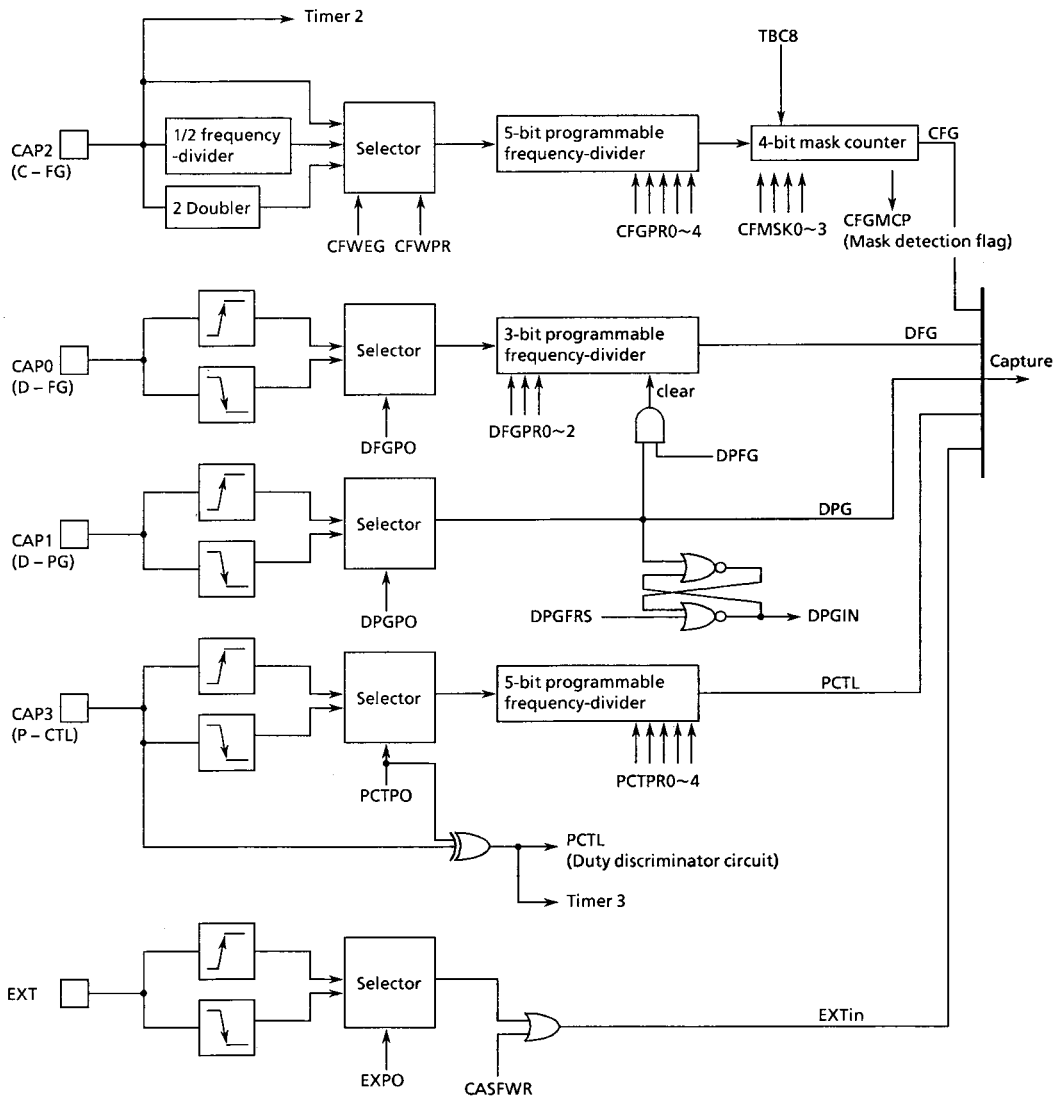 Timer 2
TBC8
CAP2
(C – FG)
1/2 frequency
-divider
2 Doubler
Selector
CFWEG
CFWPR
5-bit programmable
frequency-divider
CFGPR0~4
4-bit mask counter
CFG
CFMSK0~3
CFGMCP
(Mask detection flag)
CAP0
(D – FG)
Selector
DFGPO
3-bit programmable
frequency-divider
DFG
DFGPR0~2
clear
DPFG
Capture
CAP1
(D – PG)
Selector
DPGPO
DPG
DPGFRS
DPGIN
CAP3
(P – CTL)
Selector
PCTPO
5-bit programmable
frequency-divider
PCTL
PCTPR0~4
PCTL
(Duty discriminator circuit)
Timer 3
EXT
Selector
EXPO
CASFWR
EXTin